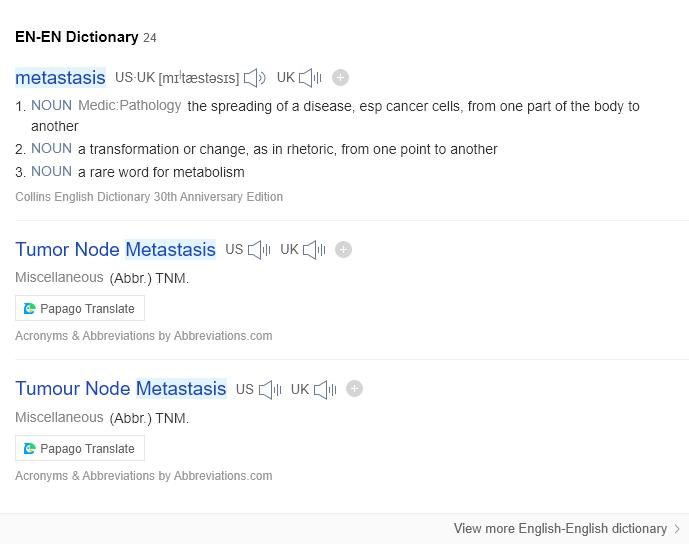 EN-EN Dictionary 24
metastasis US·UK [mɪˈtæstəsɪs] UK
1. NOUN Medic:Pathology the spreading of a disease, esp cancer cells, from one part of the body to
another
2. NOUN a transformation or change, as in rhetoric, from one point to another
3. NOUN a rare word for metabolism
Collins English Dictionary 30th Anniversary Edition
Tumor Node Metastasis US UK
Miscellaneous (Abbr.) TNM.
Papago Translate
Acronyms & Abbreviations by Abbreviations.com
Tumour Node Metastasis US UK
Miscellaneous (Abbr.) TNM.
Papago Translate
Acronyms & Abbreviations by Abbreviations.com
View more English-English dictionary